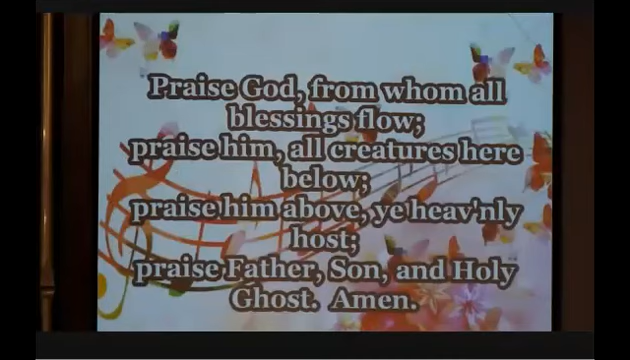 Praise God, from whom all
blessings flow;
praise him, all creatures here
below;
praise him above, ye heav'nly
host;
praise Father, Son, and Holy
Ghost. Amen.